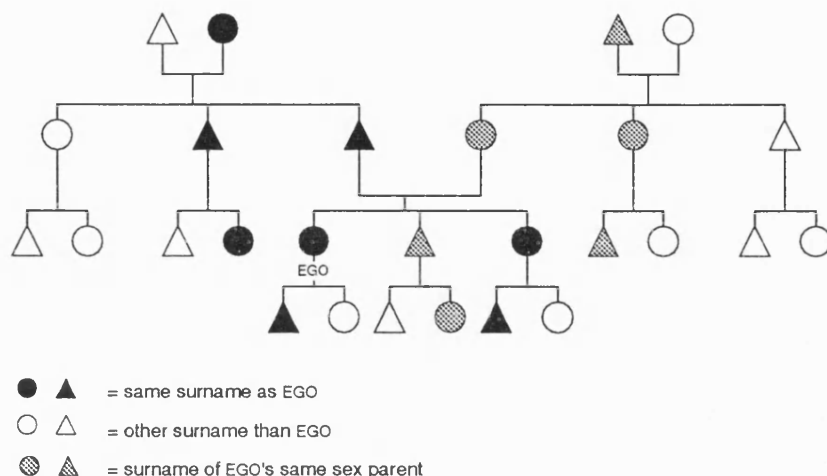 EGO
= same surname as EGO
= other surname than EGO
= surname of EGO's same sex parent